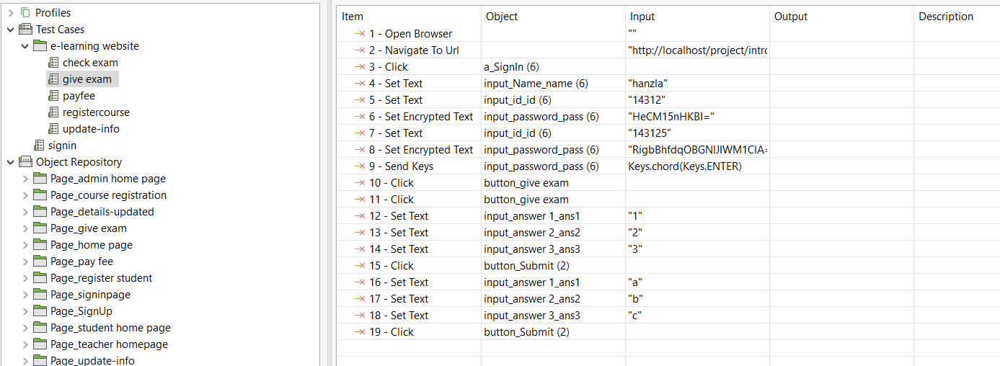 Profiles
Test Cases
e-learning website
check exam
give exam
payfee
registercourse
update-info
signin
Object Repository
Page_admin home page
Page_course registration
Page_details-updated
Page_give exam
Page_home page
Page_pay fee
Page_register student
Page_signinpage
Page_SignUp
Page_student home page
Page_teacher homepage
Page_update-info
Item Object Input Output Description
1 - Open Browser ""
2 - Navigate To Url "http://localhost/project/intro
3 - Click a_SignIn (6)
4 - Set Text input_Name_name (6) "hanzla"
5 - Set Text input_id_id (6) "14312"
6 - Set Encrypted Text input_password_pass (6) "HeCM15nHKBI="
7 - Set Text input_id_id (6) "143125"
8 - Set Encrypted Text input_password_pass (6)
9 - Send Keys input_password_pass (6) Keys.chord(Keys.ENTER)
10 - Click button_give exam
11 - Click button_give exam
12 - Set Text input_answer 1_ans1 "1"
13 - Set Text input_answer 2_ans2 "2"
14 - Set Text input_answer 3_ans3 "3"
15 - Click button_Submit (2)
16 - Set Text input_answer 1_ans1 "a"
17 - Set Text input_answer 2_ans2 "b"
18 - Set Text input_answer 3_ans3 "c"
19 - Click button_Submit (2)